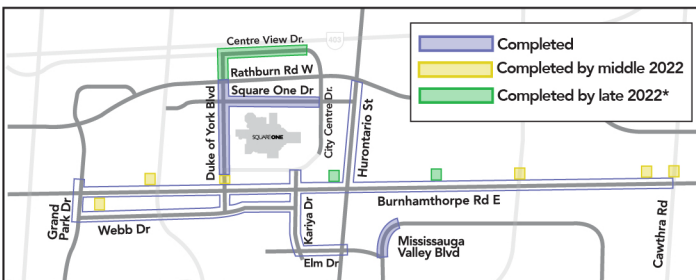 Centre View Dr.
403
Rathburn Rd W
Square One Dr
Duke of York Blvd
SQUARE ONE
City Centre Dr.
Hurontario St
Completed
Completed by middle 2022
Completed by late 2022*
Grand
Park Dr
Webb Dr
Kariya Dr
Elm Dr
Burnhamthorpe Rd E
Mississauga
Valley Blvd
Cawthra Rd